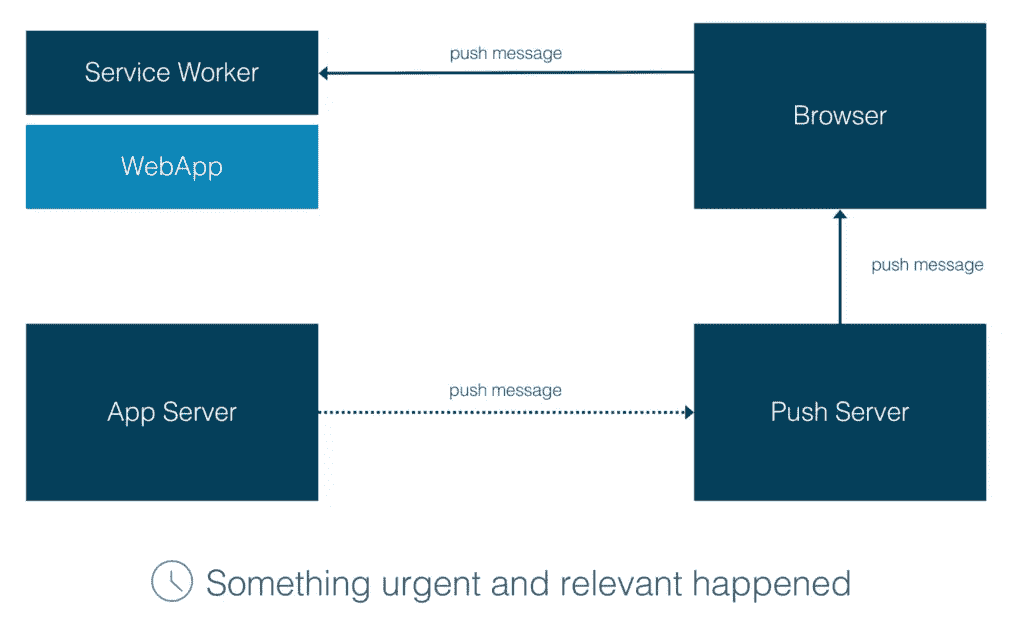 Service Worker
push message
Browser
WebApp
push message
App Server
push message
Push Server
Something urgent and relevant happened